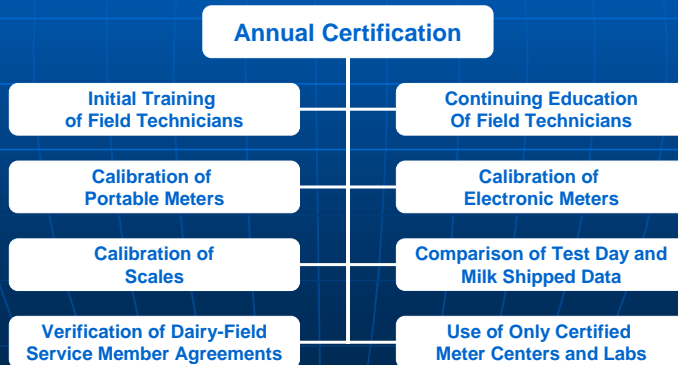 Annual Certification
Initial Training
of Field Technicians
Continuing Education
Of Field Technicians
Calibration of
Portable Meters
Calibration of
Electronic Meters
Calibration of
Scales
Comparison of Test Day and
Milk Shipped Data
Verification of Dairy-Field
Service Member Agreements
Use of Only Certified
Meter Centers and Labs